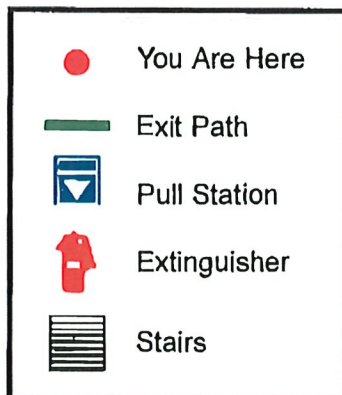 You Are Here
Exit Path
Pull Station
Extinguisher
Stairs